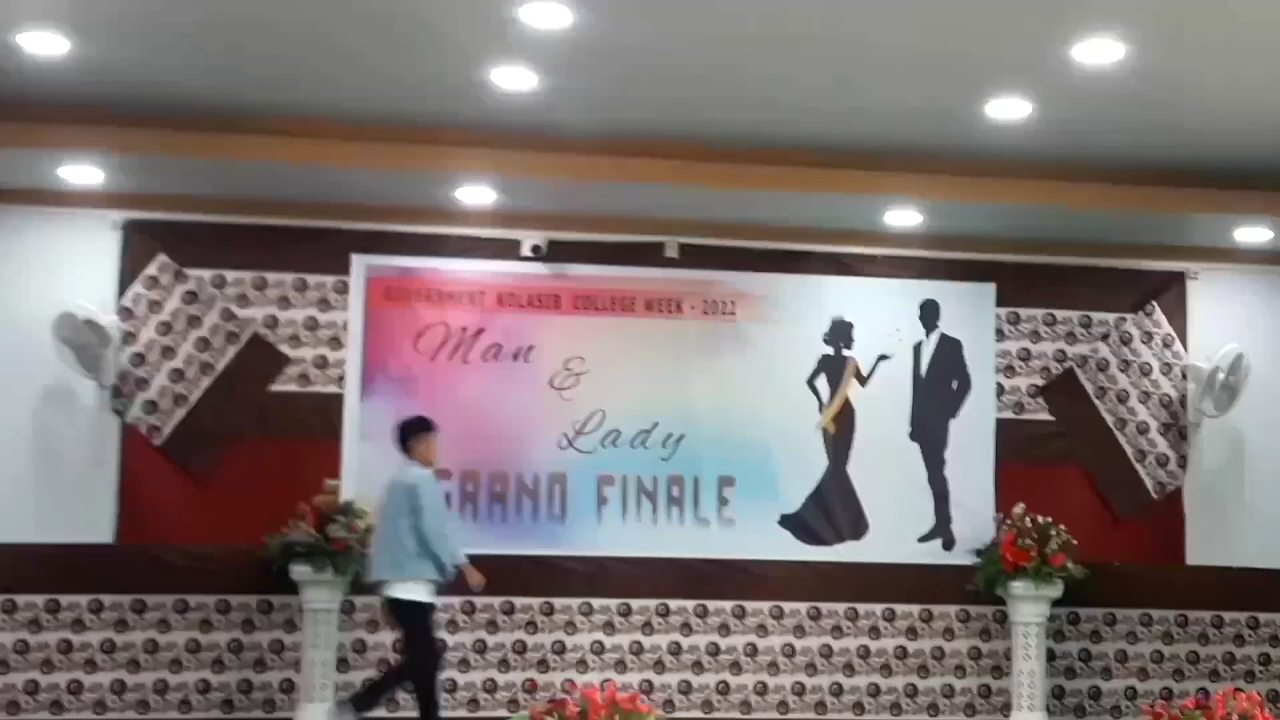 GOVERNMENT KOLASIB COLLEGE WEEK - 2022
Man
&
Lady
GRAND FINALE